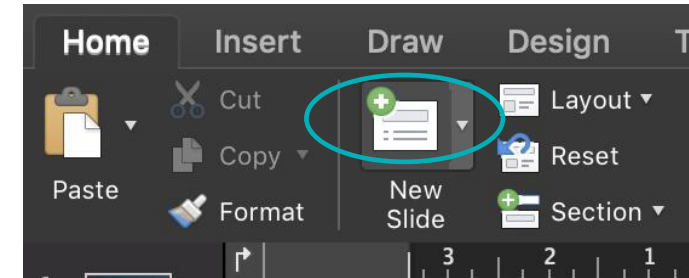 Home Insert Draw Design T
Cut
Copy
Paste
Format
New
Slide
Layout
Reset
Section
3 2 1